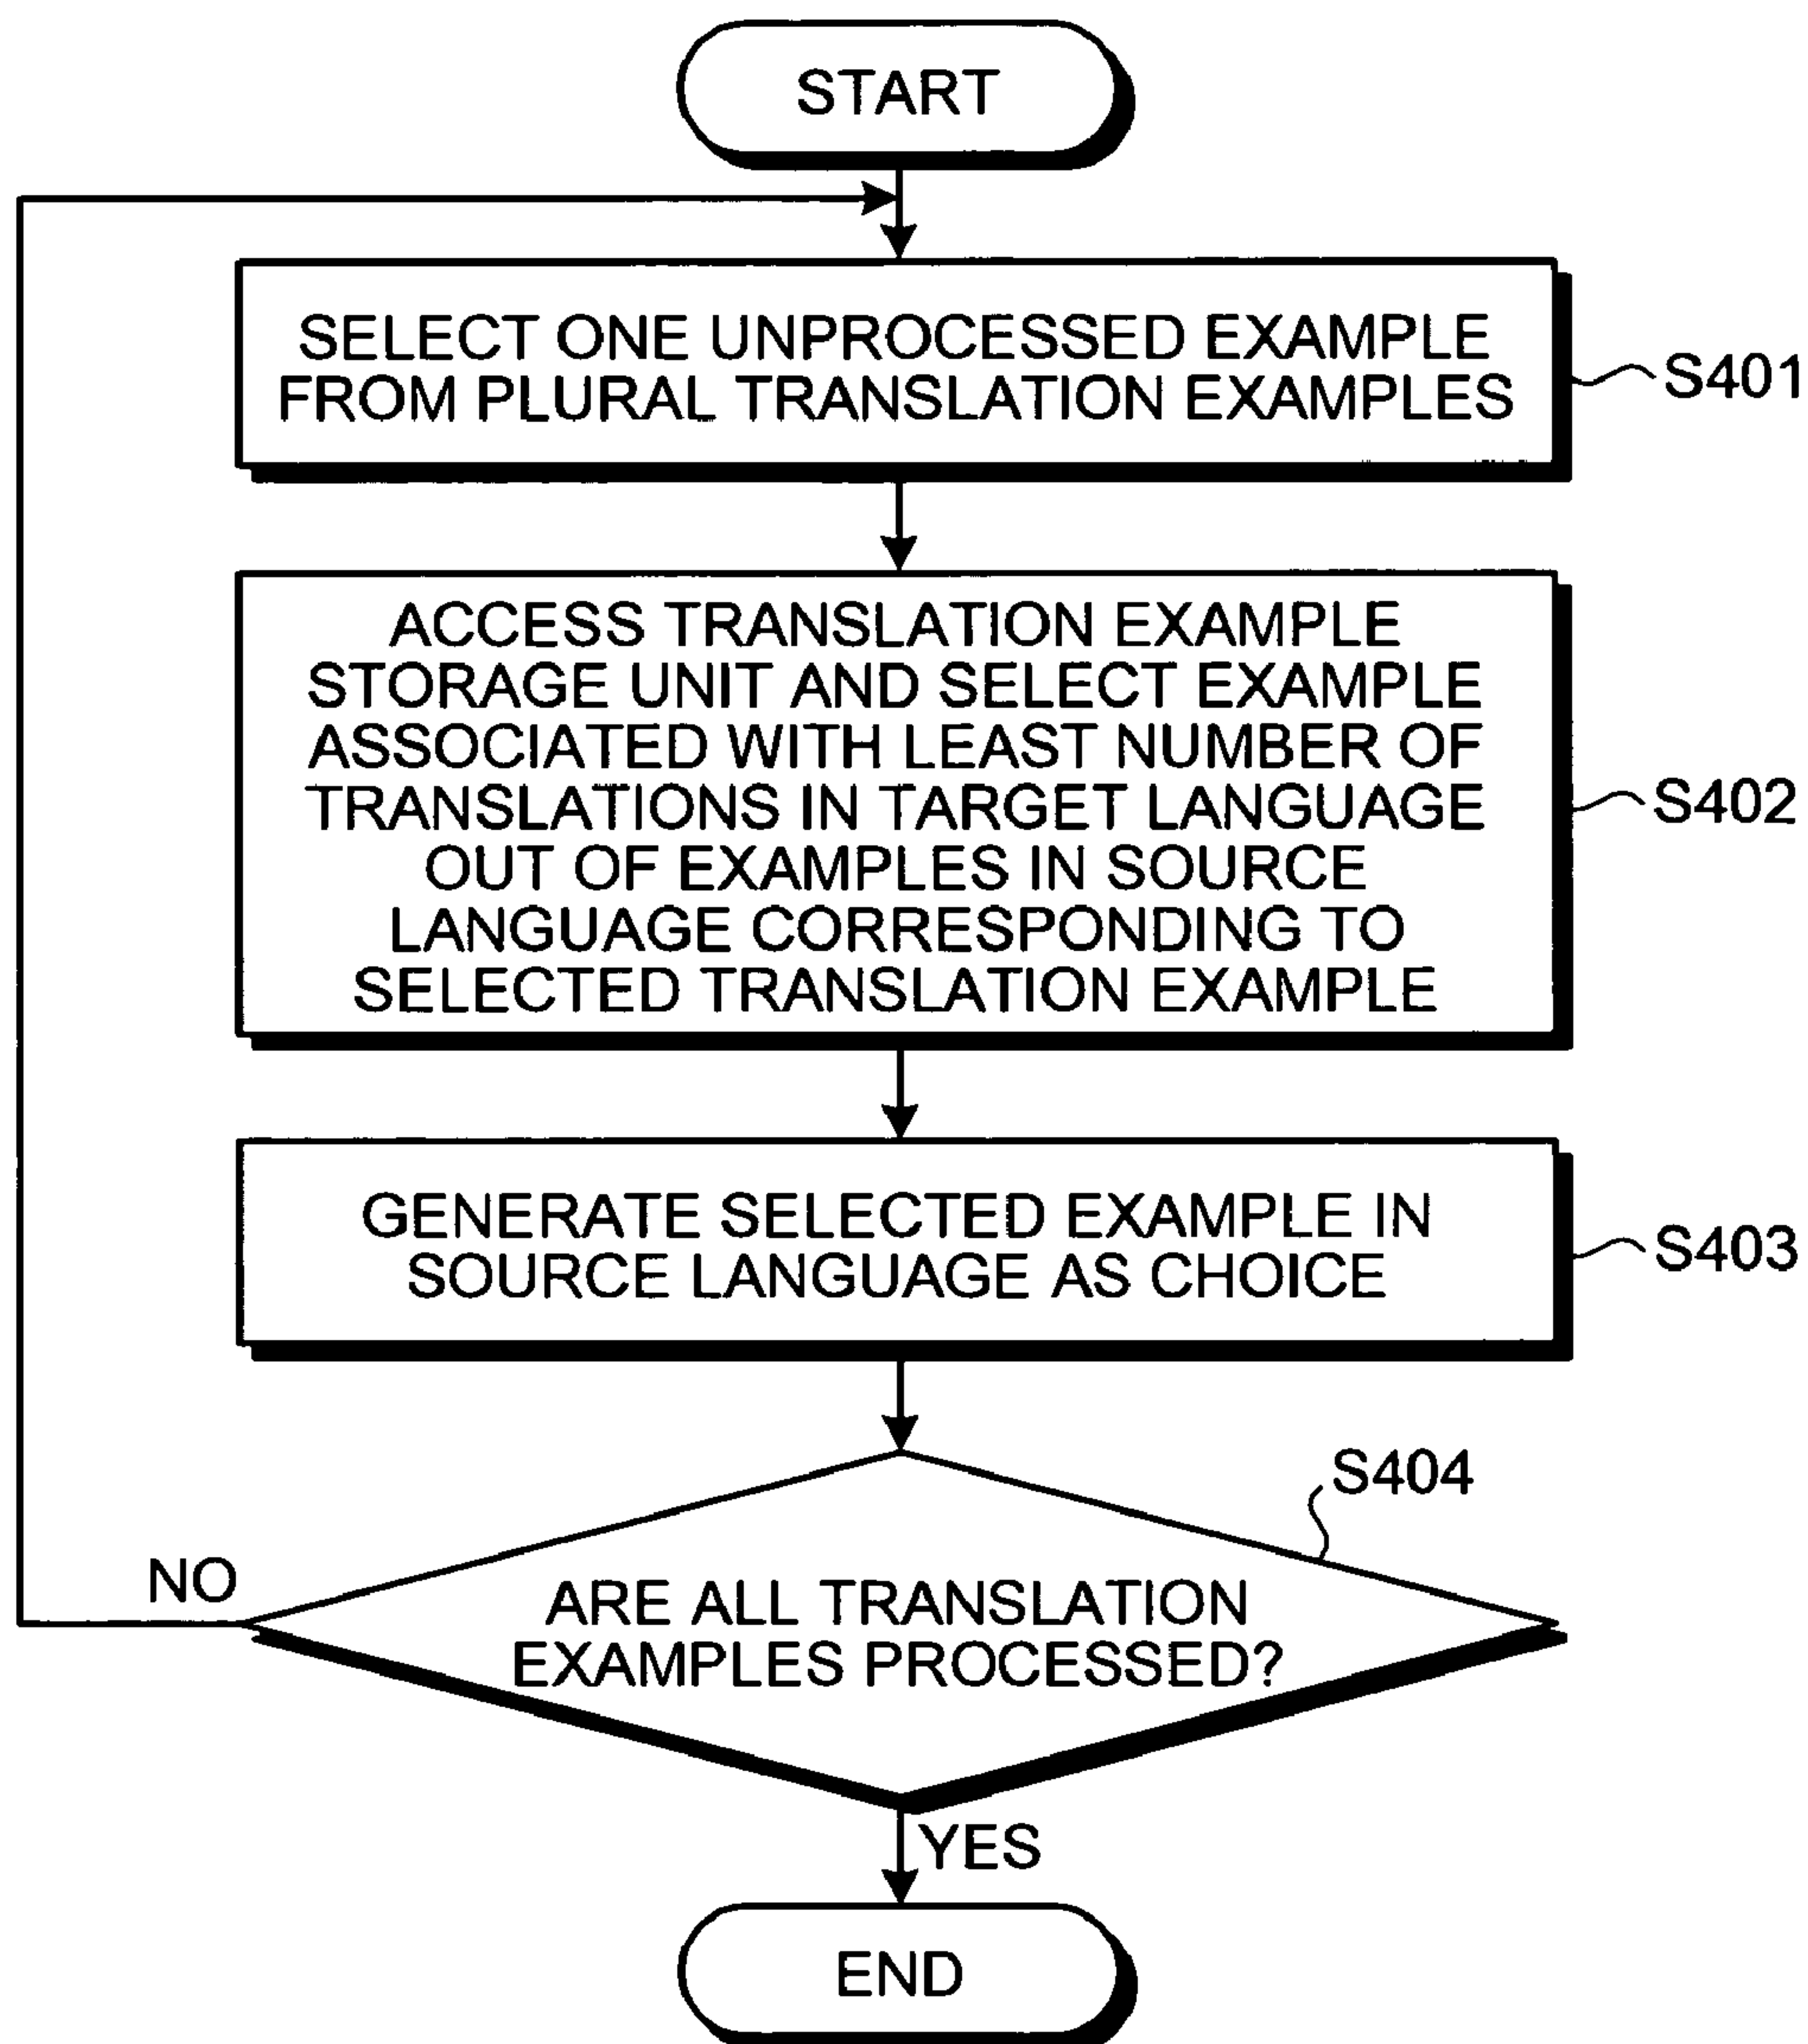 START
SELECT ONE UNPROCESSED EXAMPLE
FROM PLURAL TRANSLATION EXAMPLES
S401
ACCESS TRANSLATION EXAMPLE
STORAGE UNIT AND SELECT EXAMPLE
ASSOCIATED WITH LEAST NUMBER OF
TRANSLATIONS IN TARGET LANGUAGE
OUT OF EXAMPLES IN SOURCE
LANGUAGE CORRESPONDING TO
SELECTED TRANSLATION EXAMPLE
S402
GENERATE SELECTED EXAMPLE IN
SOURCE LANGUAGE AS CHOICE
S403
S404
NO
ARE ALL TRANSLATION
EXAMPLES PROCESSED?
YES
END